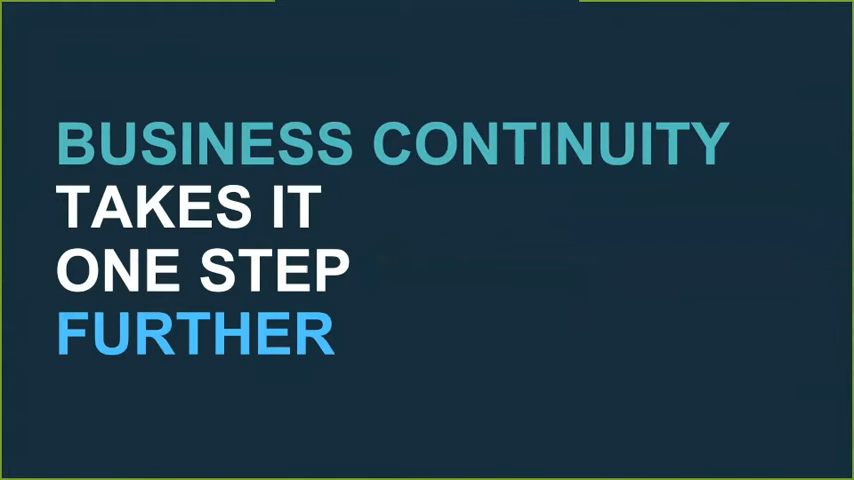 BUSINESS CONTINUITY
TAKES IT
ONE STEP
FURTHER